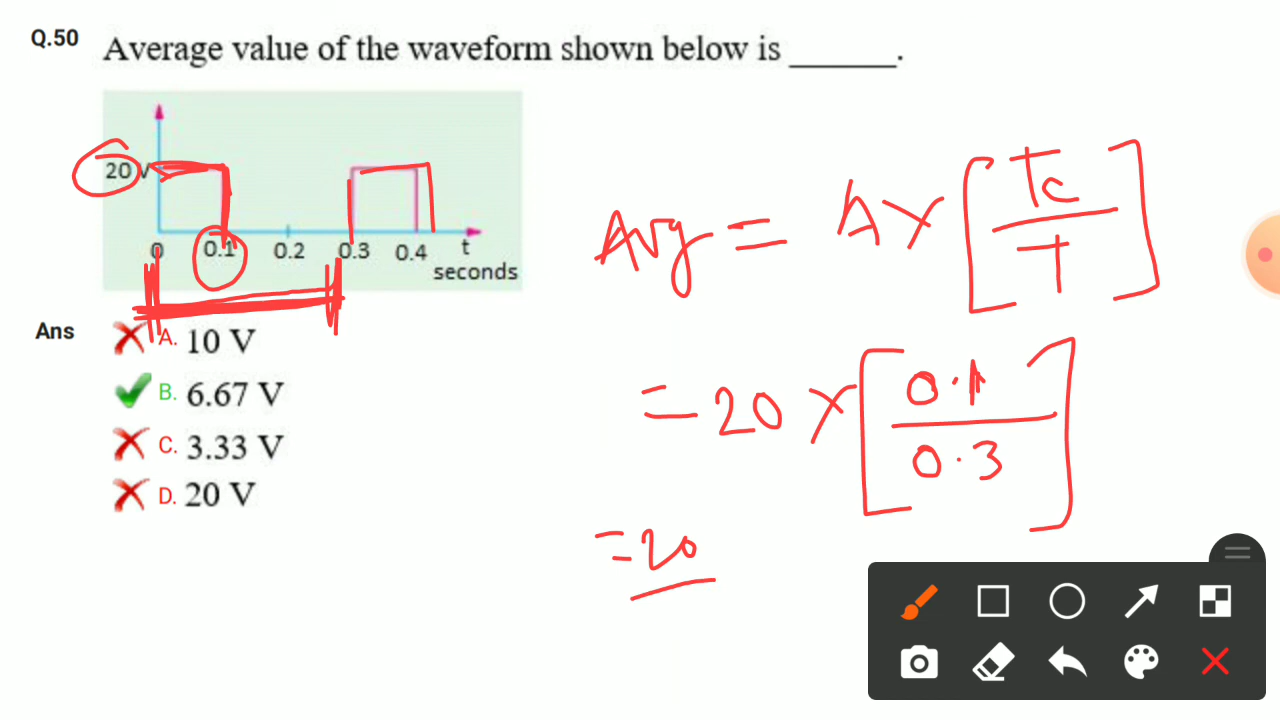 Q.50 Average value of the waveform shown below is ______.
20 V
0 0.1 0.2 0.3 0.4 t
seconds
Ans
A. 10 V
B. 6.67 V
C. 3.33 V
D. 20 V
Avg = A × [Tc/T]
= 20 × [0.1/0.3]
= 20